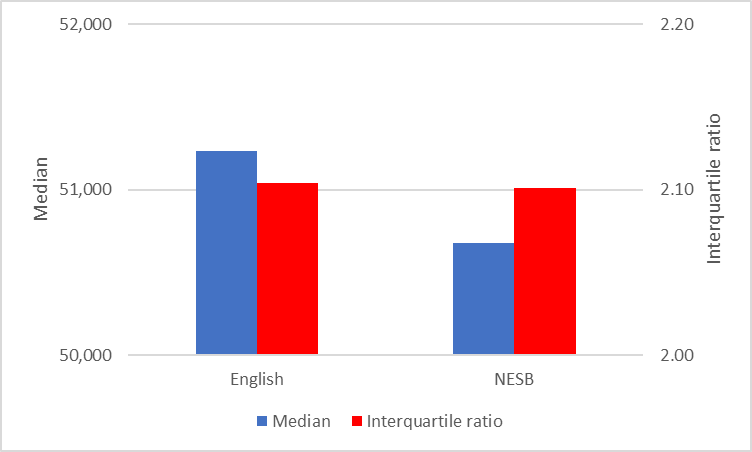 52,000
2.20
51,000
2.10
50,000
2.00
Median
Interquartile ratio
English
NESB
Median
Interquartile ratio